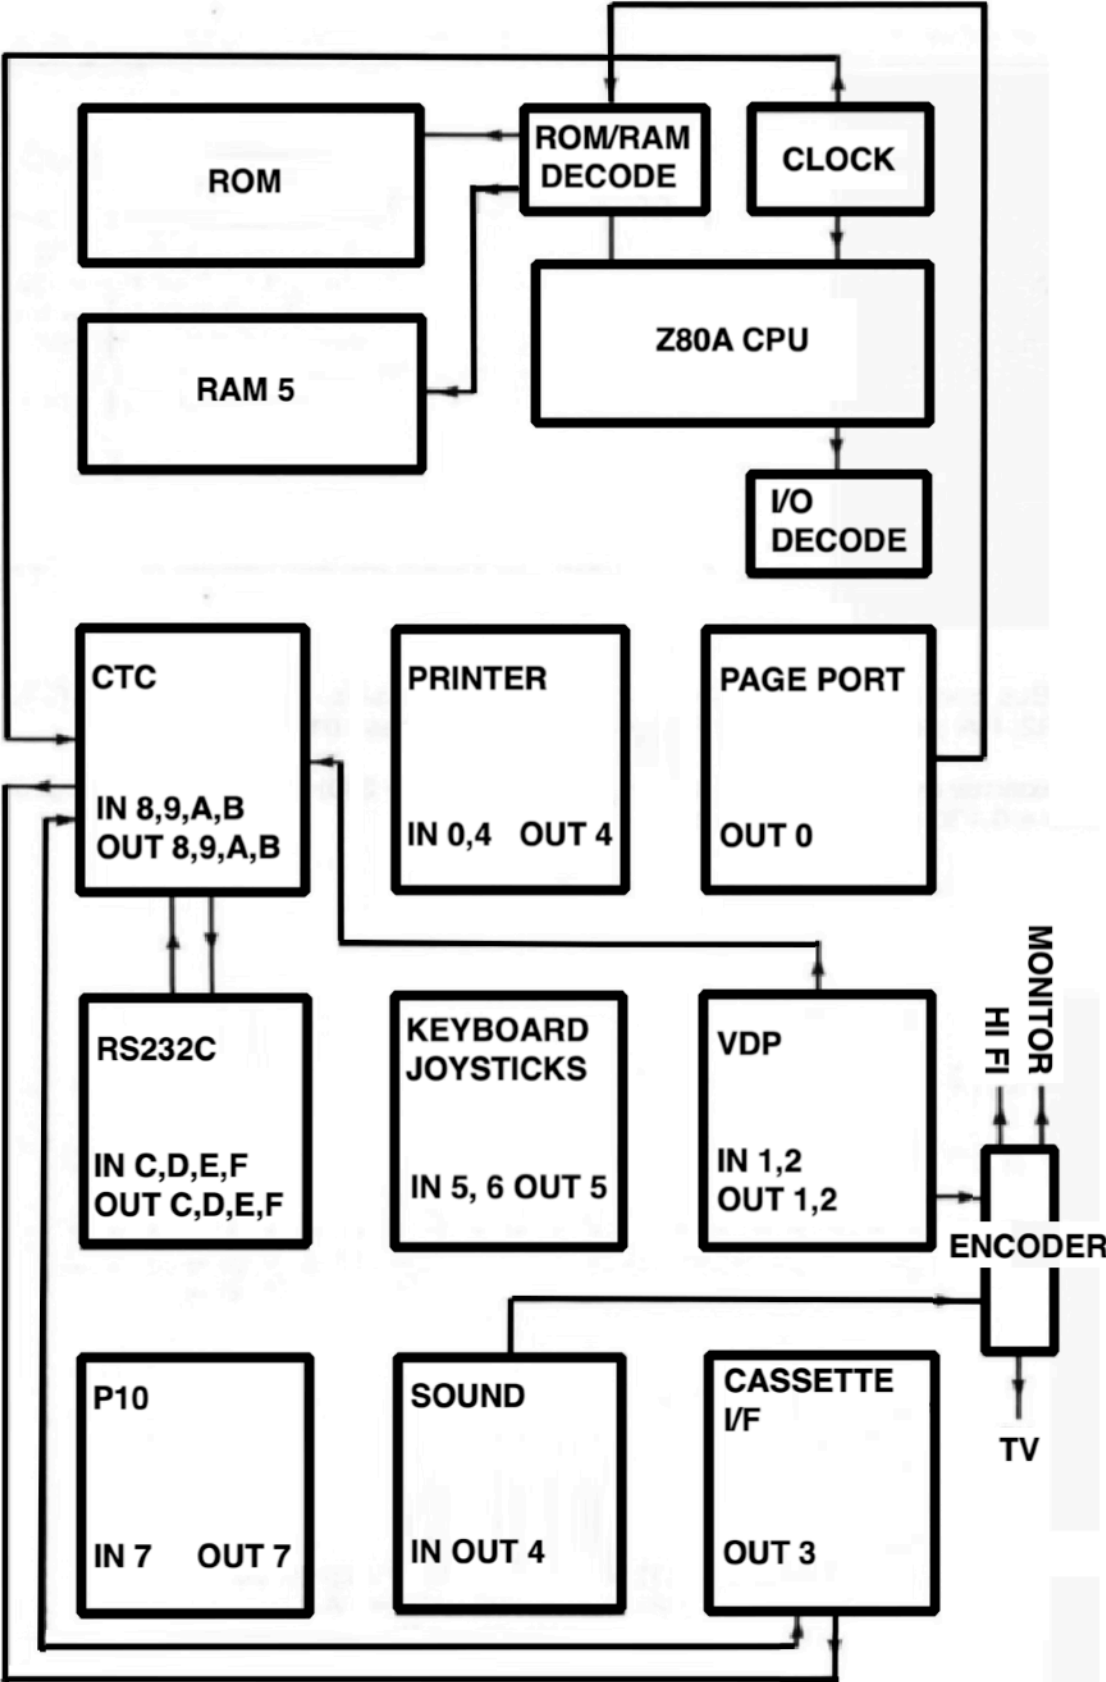 ROM
ROM/RAM
DECODE
CLOCK
Z80A CPU
RAM 5
I/O
DECODE
CTC
IN 8,9,A,B
OUT 8,9,A,B
PRINTER
IN 0,4 OUT 4
PAGE PORT
OUT 0
RS232C
IN C,D,E,F
OUT C,D,E,F
KEYBOARD
JOYSTICKS
IN 5, 6 OUT 5
VDP
IN 1,2
OUT 1,2
HI FI
MONITOR
ENCODER
TV
P10
IN 7 OUT 7
SOUND
IN OUT 4
CASSETTE
I/F
OUT 3